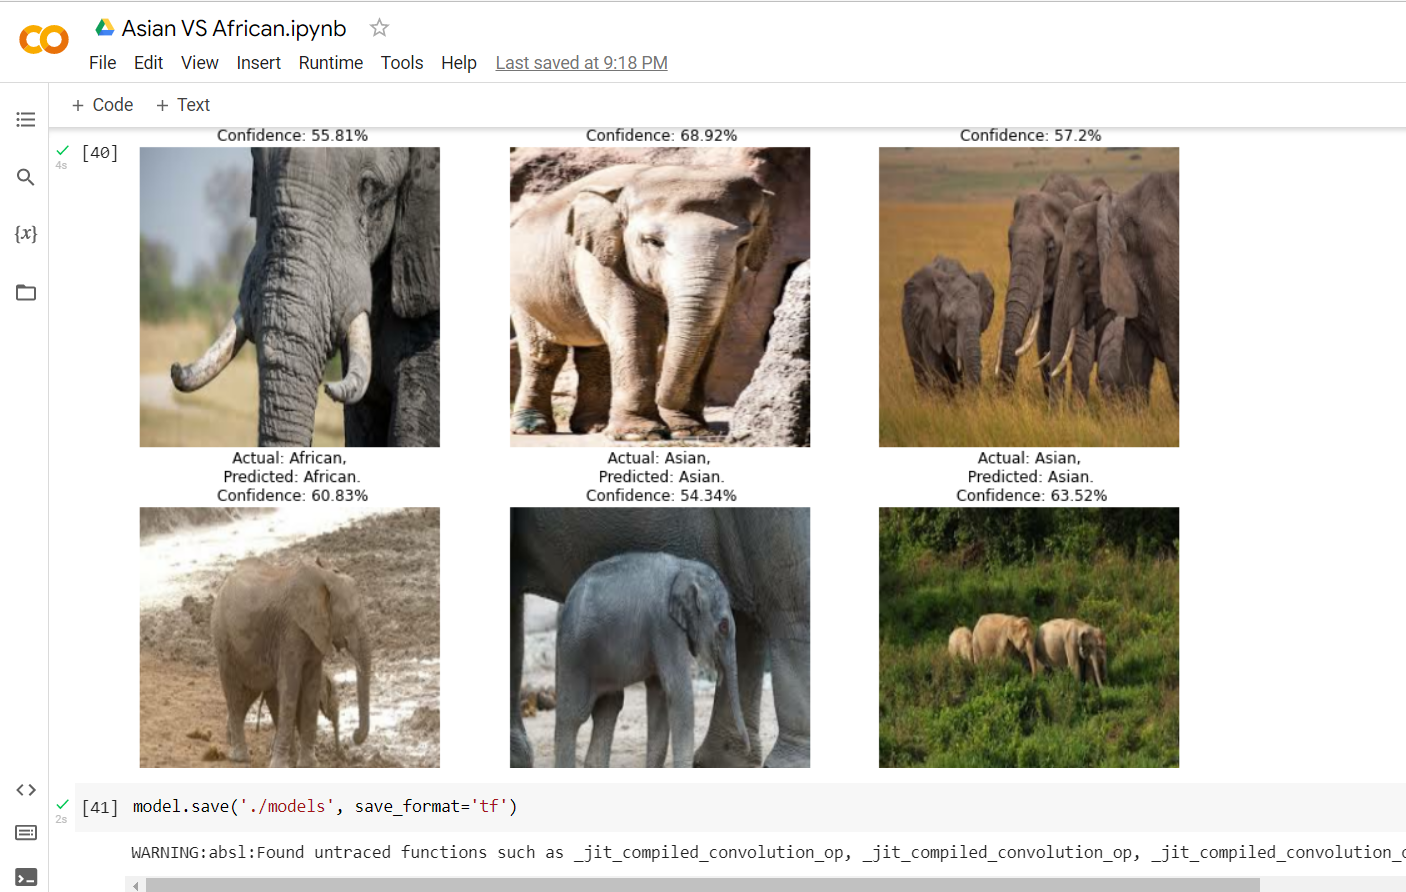 Asian VS African.ipynb
File Edit View Insert Runtime Tools Help Last saved at 9:18 PM
+ Code + Text
4s
[40]
Confidence: 55.81%
Confidence: 68.92%
Confidence: 57.2%
{x}
Actual: African,
Predicted: African.
Confidence: 60.83%
Actual: Asian,
Predicted: Asian.
Confidence: 54.34%
Actual: Asian,
Predicted: Asian.
Confidence: 63.52%
2s
[41] model.save('./models', save_format='tf')
WARNING:absl:Found untraced functions such as _jit_compiled_convolution_op, _jit_compiled_convolution_op, _jit_compiled_convolution_